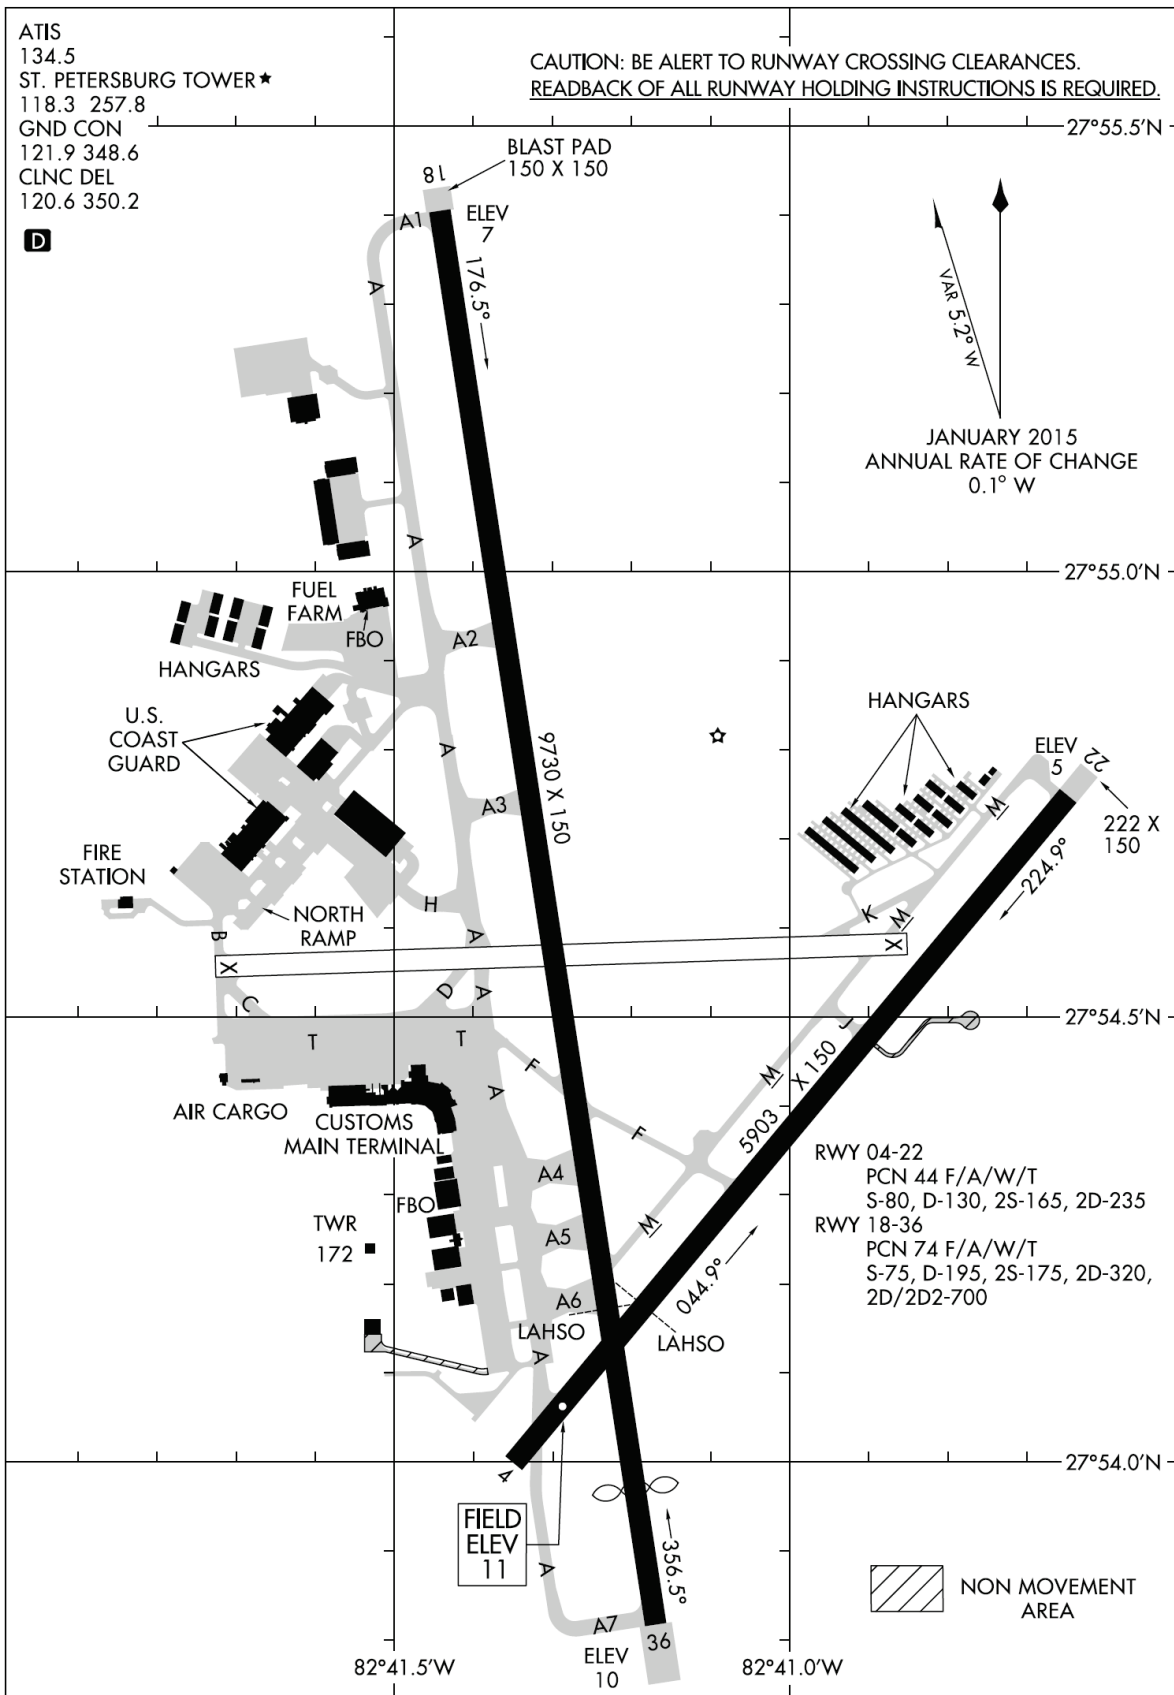 ATIS
134.5
ST. PETERSBURG TOWER★
118.3 257.8
GND CON
121.9 348.6
CLNC DEL
120.6 350.2
D
CAUTION: BE ALERT TO RUNWAY CROSSING CLEARANCES.
READBACK OF ALL RUNWAY HOLDING INSTRUCTIONS IS REQUIRED.
27°55.5'N
BLAST PAD
150 X 150
18
A1
ELEV
7
176.5°
A
VAR 5.2° W
JANUARY 2015
ANNUAL RATE OF CHANGE
0.1° W
A
27°55.0'N
FUEL
FARM
FBO
HANGARS
A2
U.S.
COAST
GUARD
A
A3
9730 X 150
HANGARS
ELEV
5
22
222 X
150
M
224.9°
FIRE
STATION
NORTH
RAMP
H
A
K
M
B
X
X
C
D
A
27°54.5'N
T
T
F
J
A
M
5903 X 150
AIR CARGO
CUSTOMS
MAIN TERMINAL
F
A4
FBO
TWR
172
A5
M
RWY 04-22
PCN 44 F/A/W/T
S-80, D-130, 2S-165, 2D-235
RWY 18-36
PCN 74 F/A/W/T
S-75, D-195, 2S-175, 2D-320,
2D/2D2-700
A6
044.9°
LAHSO
LAHSO
A
4
27°54.0'N
FIELD
ELEV
11
A
356.5°
A7
36
ELEV
10
NON MOVEMENT
AREA
82°41.5'W
82°41.0'W